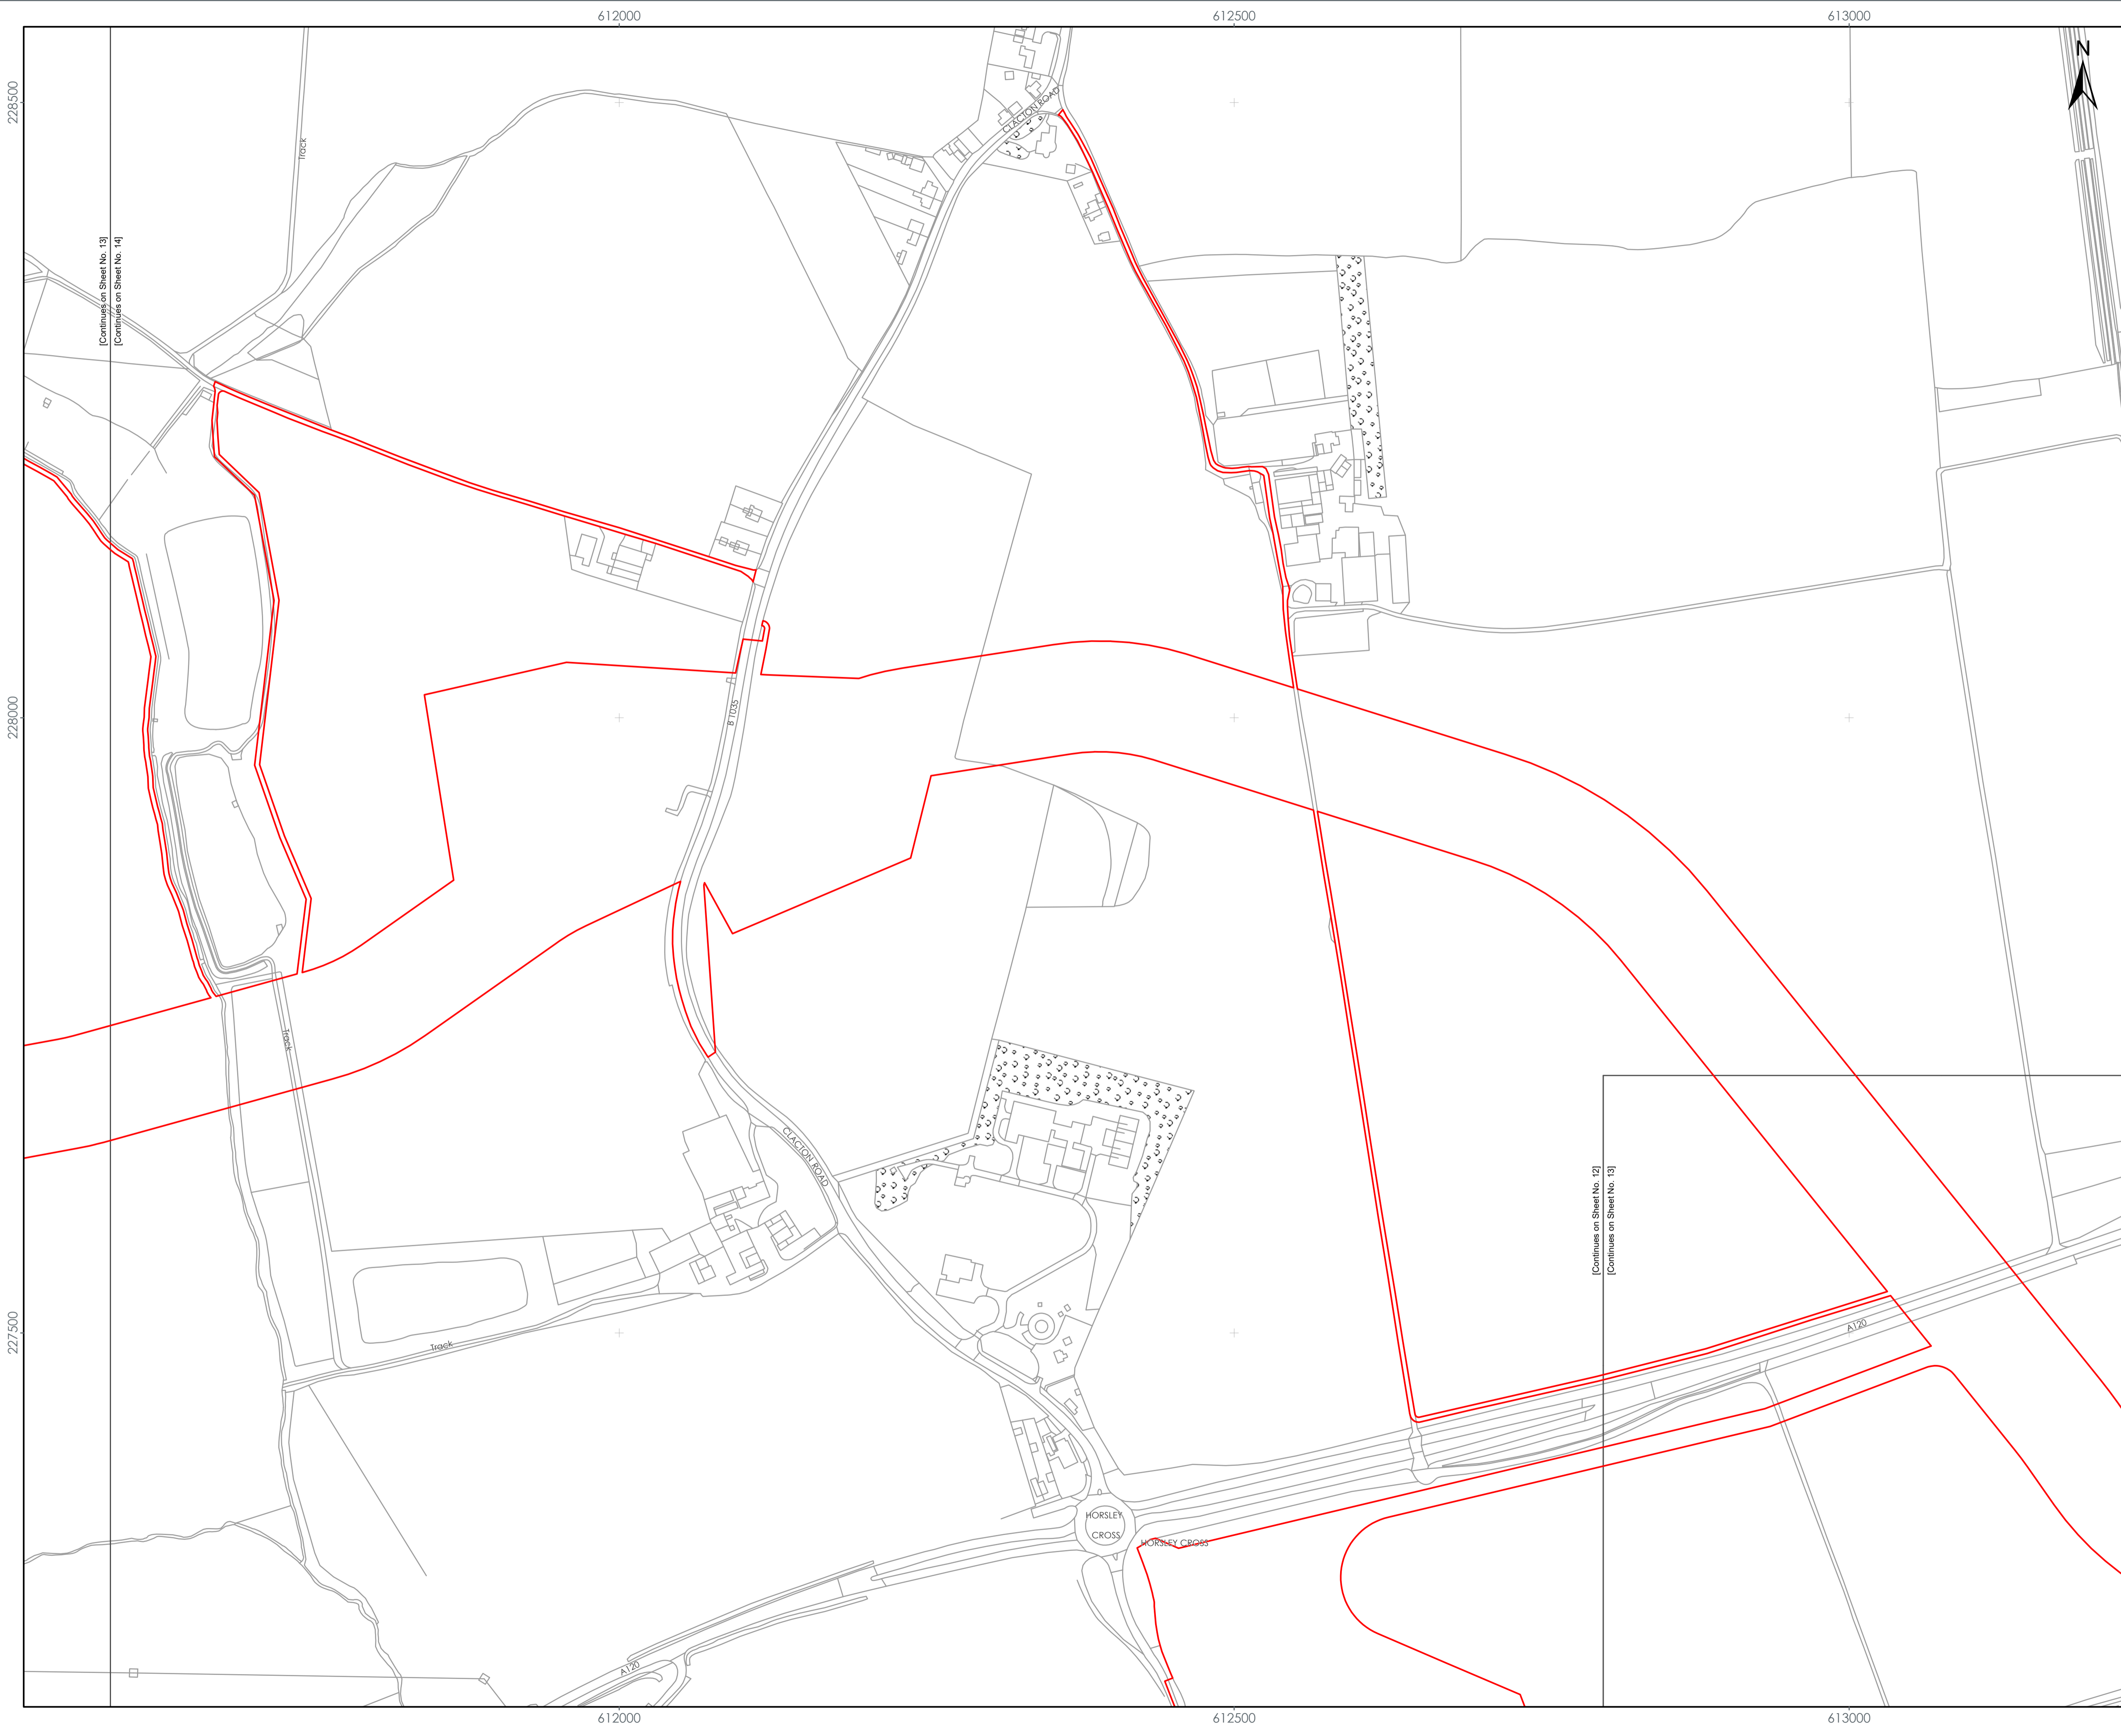 612000
612500
613000
N
228500
CLACTON ROAD
Track
[Continues on Sheet No. 13]
[Continues on Sheet No. 14]
228000
B 1035
Track
CLACTON ROAD
[Continues on Sheet No. 12]
[Continues on Sheet No. 13]
227500
A120
Track
HORSLEY
CROSS
HORSLEY CROSS
A120
612000
612500
613000